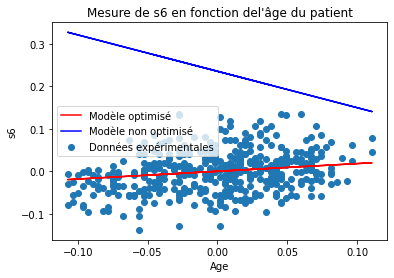 Mesure de s6 en fonction del'âge du patient
0.3
0.2
0.1
0.0
−0.1
s6
Modèle optimisé
Modèle non optimisé
Données expérimentales
−0.10
−0.05
0.00
0.05
0.10
Age